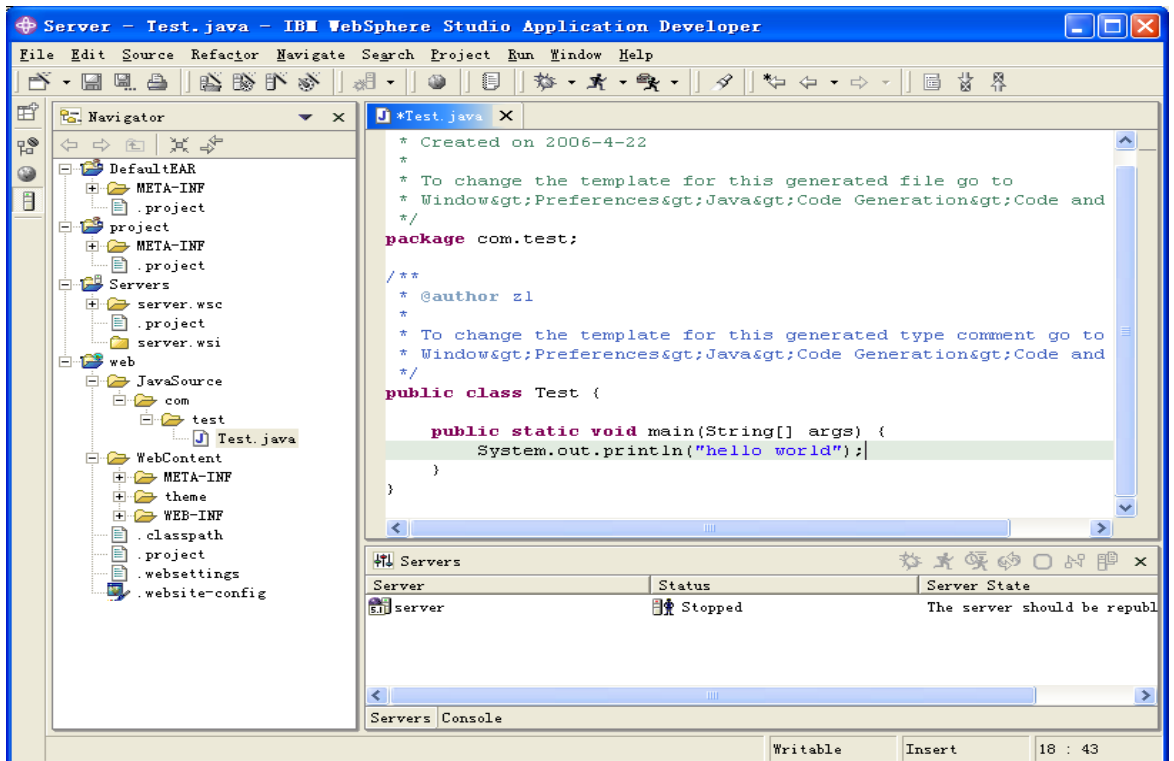 Server - Test.java - IBM WebSphere Studio Application Developer
File Edit Source Refactor Navigate Search Project Run Window Help
Navigator
DefaultEAR
META-INF
.project
project
META-INF
.project
Servers
server.wsc
.project
server.wsi
web
JavaSource
com
test
Test.java
WebContent
META-INF
theme
WEB-INF
.classpath
.project
.websettings
.website-config
*Test.java
* Created on 2006-4-22
*
* To change the template for this generated file go to
* Window&gt;Preferences&gt;Java&gt;Code Generation&gt;Code and
*/
package com.test;
/**
* @author zl
*
* To change the template for this generated type comment go to
* Window&gt;Preferences&gt;Java&gt;Code Generation&gt;Code and
*/
public class Test {
public static void main(String[] args) {
System.out.println("hello world");
}
}
Servers
Server Status Server State
5.1 server Stopped The server should be republ
Servers Console
Writable Insert 18 : 43